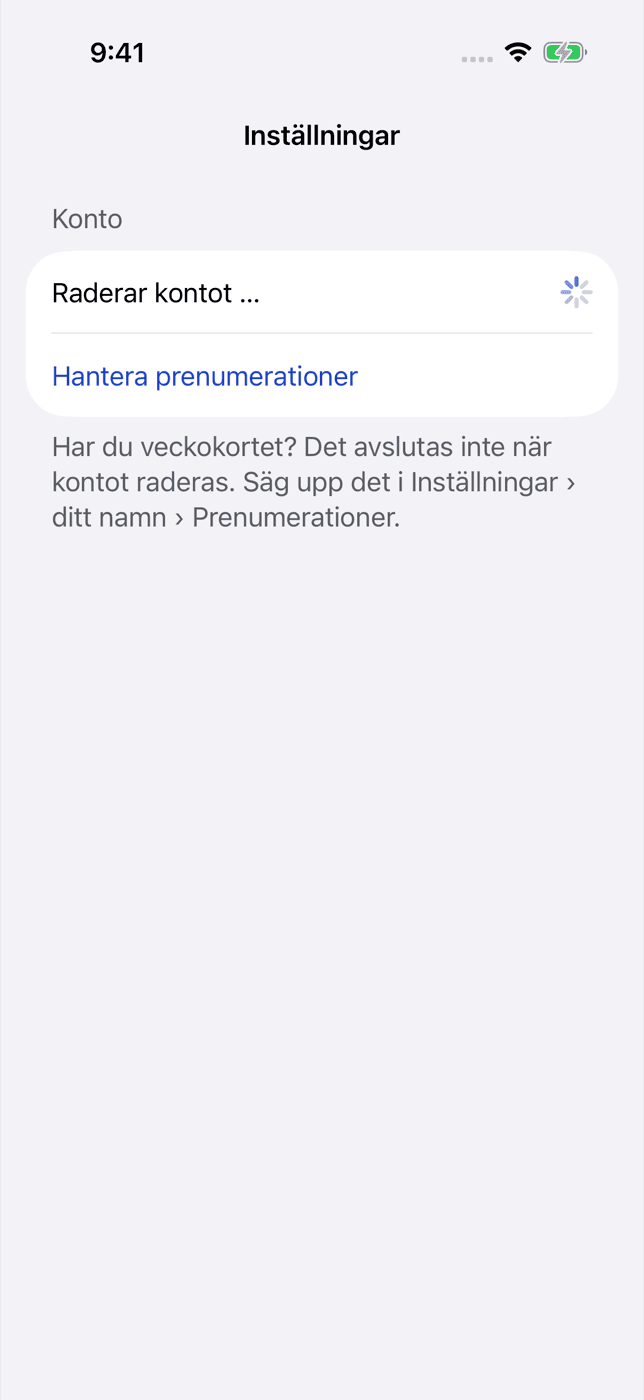 9:41
Inställningar
Konto
Raderar kontot ...
Hantera prenumerationer
Har du veckokortet? Det avslutas inte när
kontot raderas. Säg upp det i Inställningar ›
ditt namn › Prenumerationer.